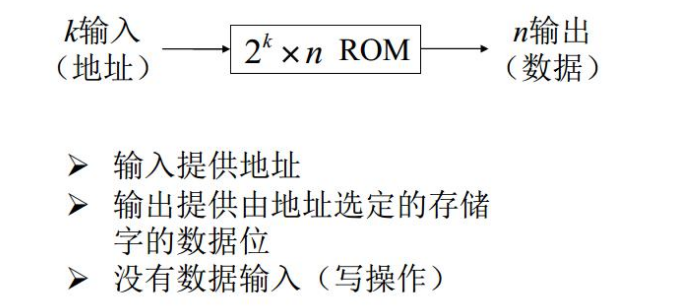 k输入 2^k × n ROM n输出
（地址） （数据）
➢ 输入提供地址
➢ 输出提供由地址选定的存储
字的数据位
➢ 没有数据输入（写操作）